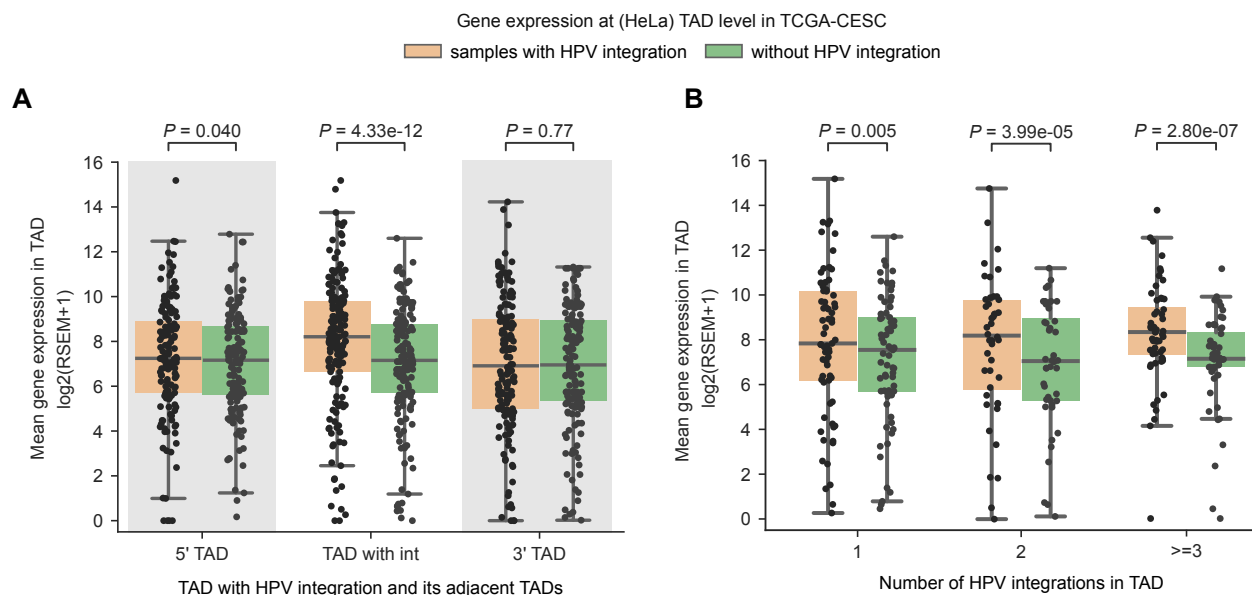 Gene expression at (HeLa) TAD level in TCGA-CESC
samples with HPV integration
without HPV integration
A
P = 0.040
P = 4.33e-12
P = 0.77
Mean gene expression in TAD
log2(RSEM+1)
16
14
12
10
8
6
4
2
0
5' TAD
TAD with int
3' TAD
TAD with HPV integration and its adjacent TADs
B
P = 0.005
P = 3.99e-05
P = 2.80e-07
Mean gene expression in TAD
log2(RSEM+1)
16
14
12
10
8
6
4
2
0
1
2
>=3
Number of HPV integrations in TAD